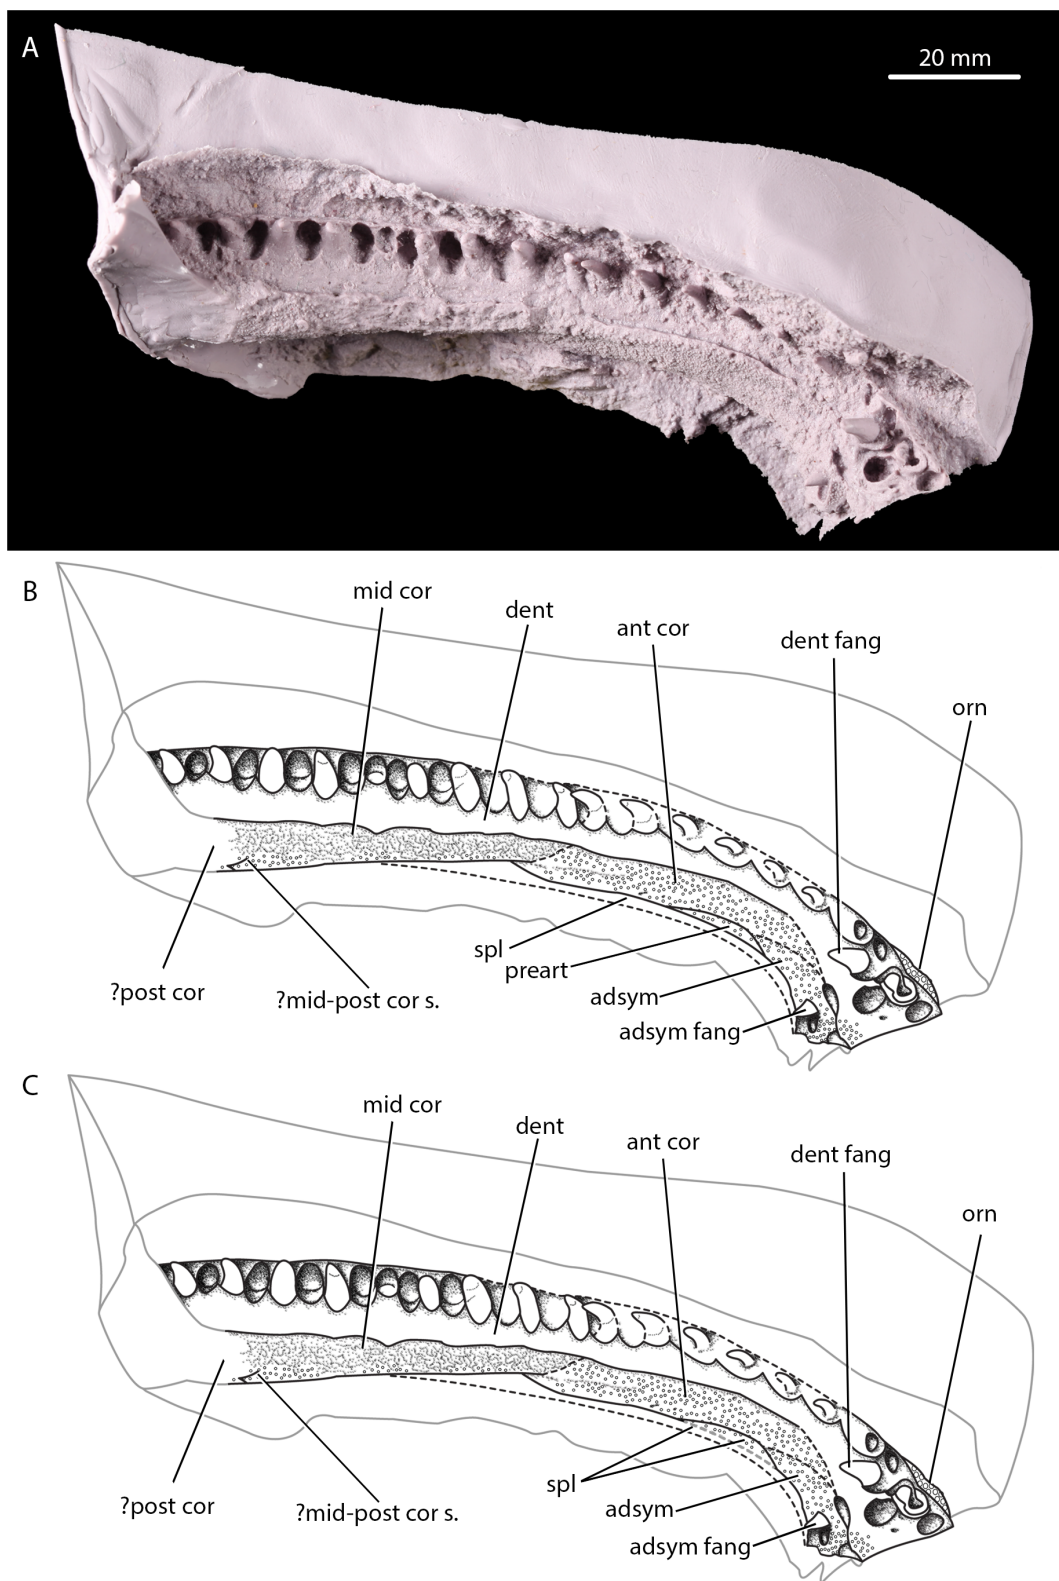 A
20 mm
B
mid cor
dent
ant cor
dent fang
orn
spl
preart
?post cor
?mid-post cor s.
adsym
adsym fang
C
mid cor
dent
ant cor
dent fang
orn
spl
?post cor
?mid-post cor s.
adsym
adsym fang